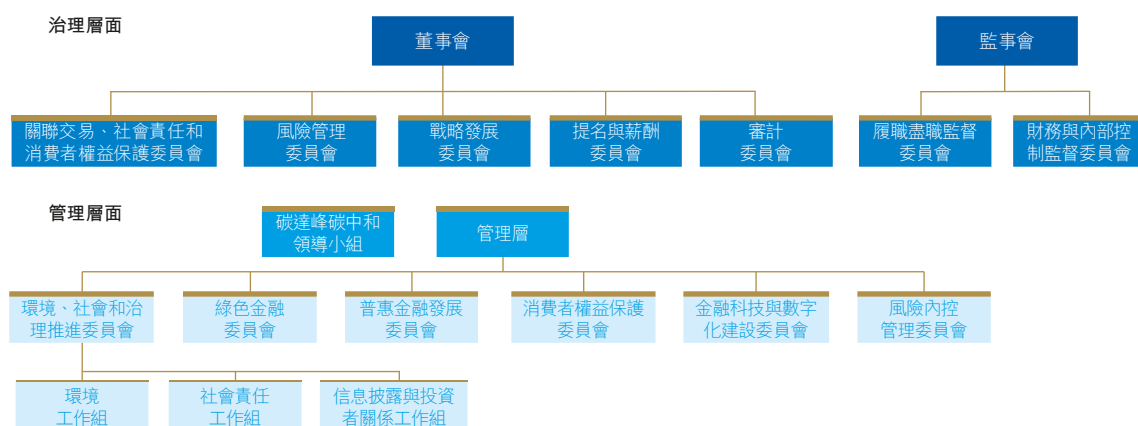 治理層面
董事會
監事會
關聯交易、社會責任和
消費者權益保護委員會
風險管理
委員會
戰略發展
委員會
提名與薪酬
委員會
審計
委員會
履職盡職監督
委員會
財務與內部控
制監督委員會
管理層面
碳達峰碳中和
領導小組
管理層
環境、社會和治
理推進委員會
綠色金融
委員會
普惠金融發展
委員會
消費者權益保護
委員會
金融科技與數字
化建設委員會
風險內控
管理委員會
環境
工作組
社會責任
工作組
信息披露與投資
者關係工作組